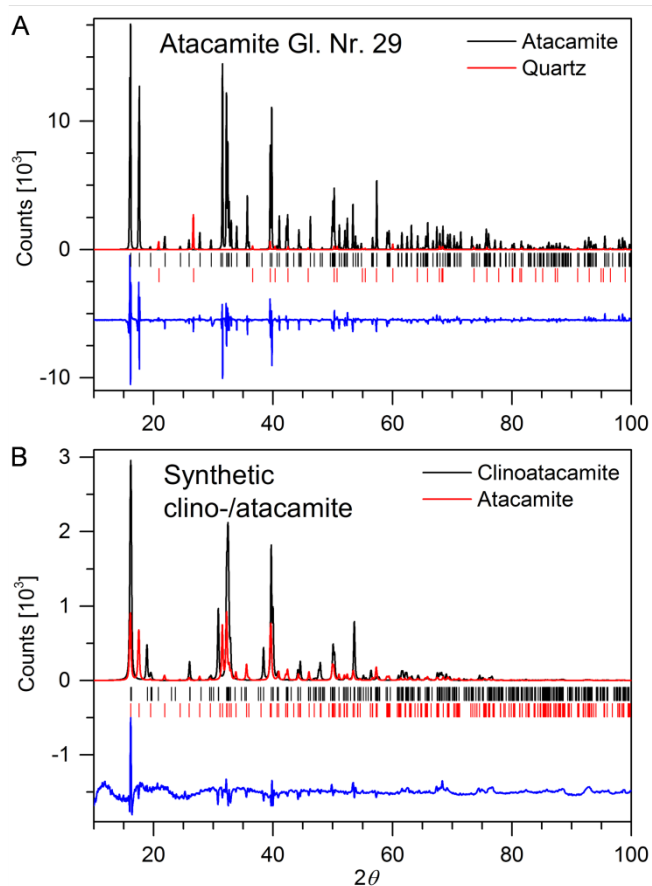 A
Atacamite Gl. Nr. 29
Atacamite
Quartz
Counts [10³]
10
0
-10
20
40
60
80
100
B
Synthetic
clino-/atacamite
Clinoatacamite
Atacamite
Counts [10³]
3
2
1
0
-1
20
40
60
80
100
2θ